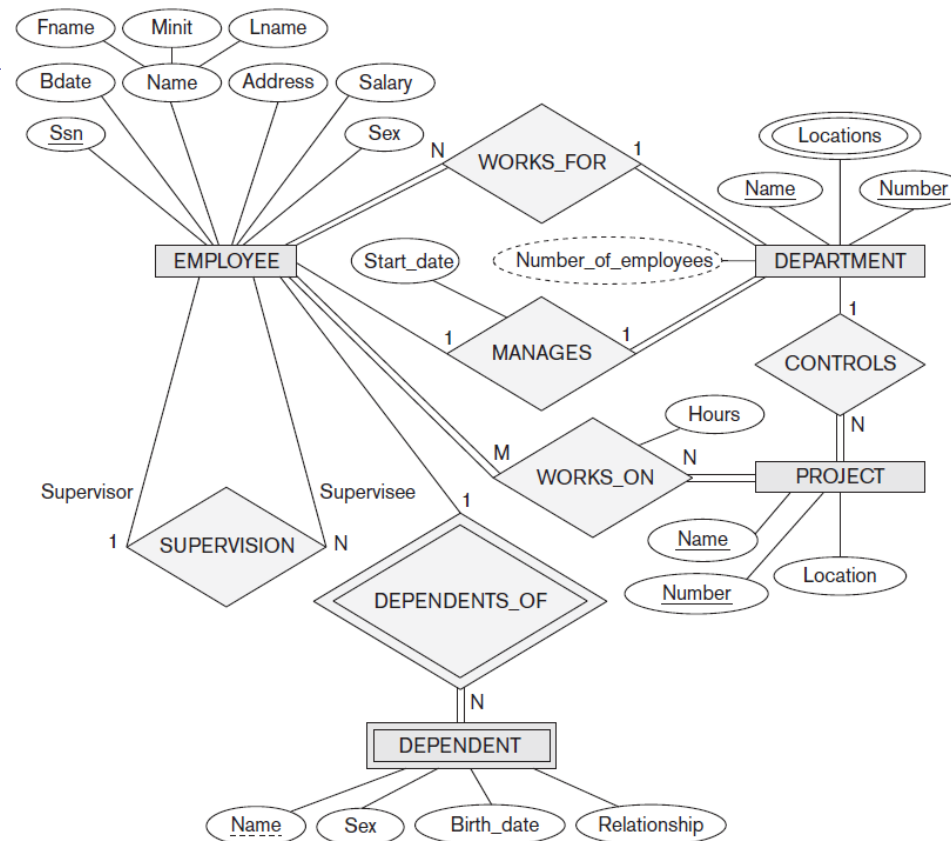 Fname Minit Lname
Bdate Name Address Salary
Ssn Sex
N WORKS_FOR 1
Locations
Name Number
EMPLOYEE Start_date Number_of_employees DEPARTMENT
1 MANAGES 1
1
CONTROLS
N
Hours
M WORKS_ON N
PROJECT
Supervisor Supervisee 1
1 SUPERVISION N
Name
Number Location
DEPENDENTS_OF
N
DEPENDENT
Name Sex Birth_date Relationship